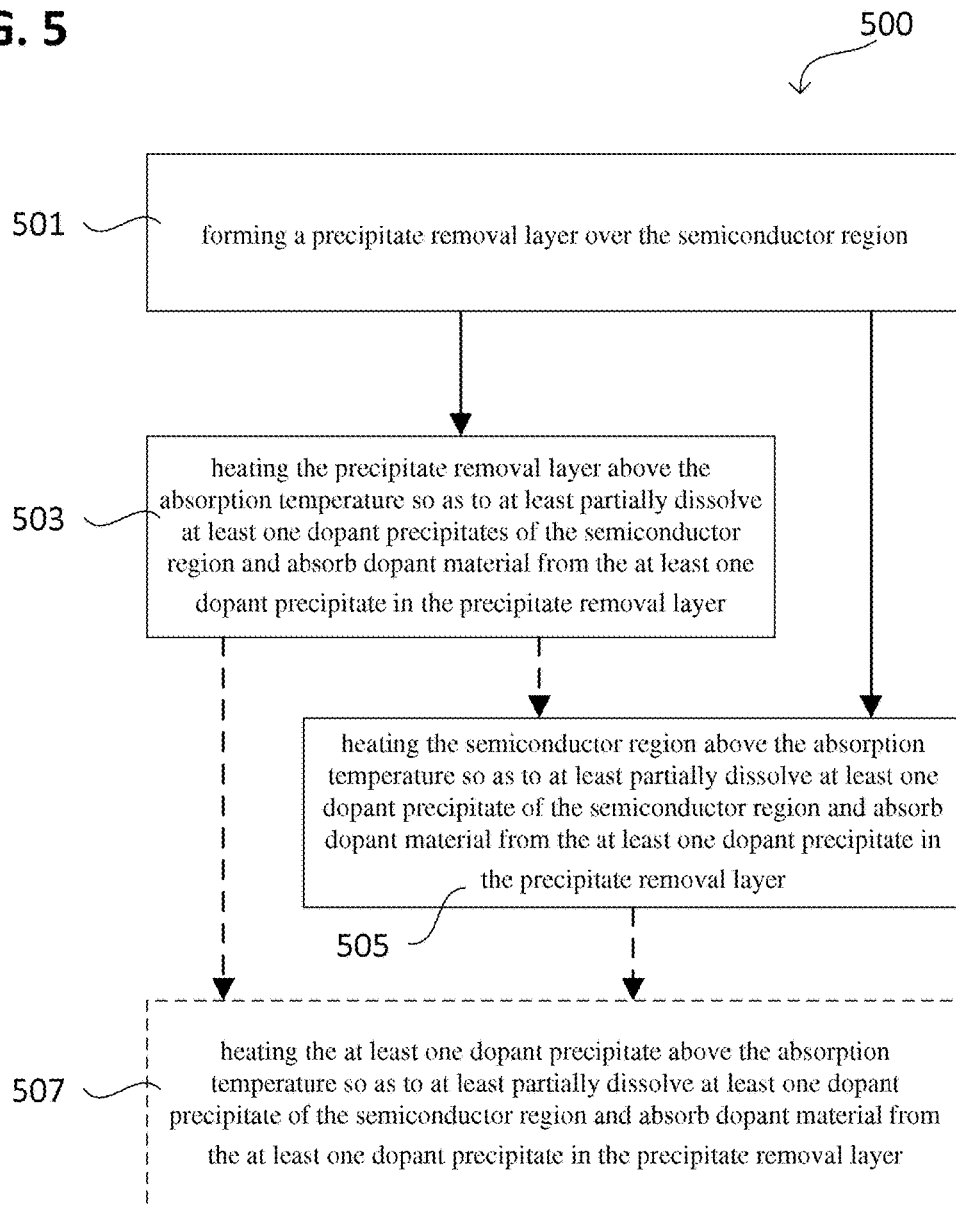 G. 5
500
501
forming a precipitate removal layer over the semiconductor region
503
heating the precipitate removal layer above the
absorption temperature so as to at least partially dissolve
at least one dopant precipitates of the semiconductor
region and absorb dopant material from the at least one
dopant precipitate in the precipitate removal layer
heating the semiconductor region above the absorption
temperature so as to at least partially dissolve at least one
dopant precipitate of the semiconductor region and absorb
dopant material from the at least one dopant precipitate in
the precipitate removal layer
505
507
heating the at least one dopant precipitate above the absorption
temperature so as to at least partially dissolve at least one dopant
precipitate of the semiconductor region and absorb dopant material from
the at least one dopant precipitate in the precipitate removal layer